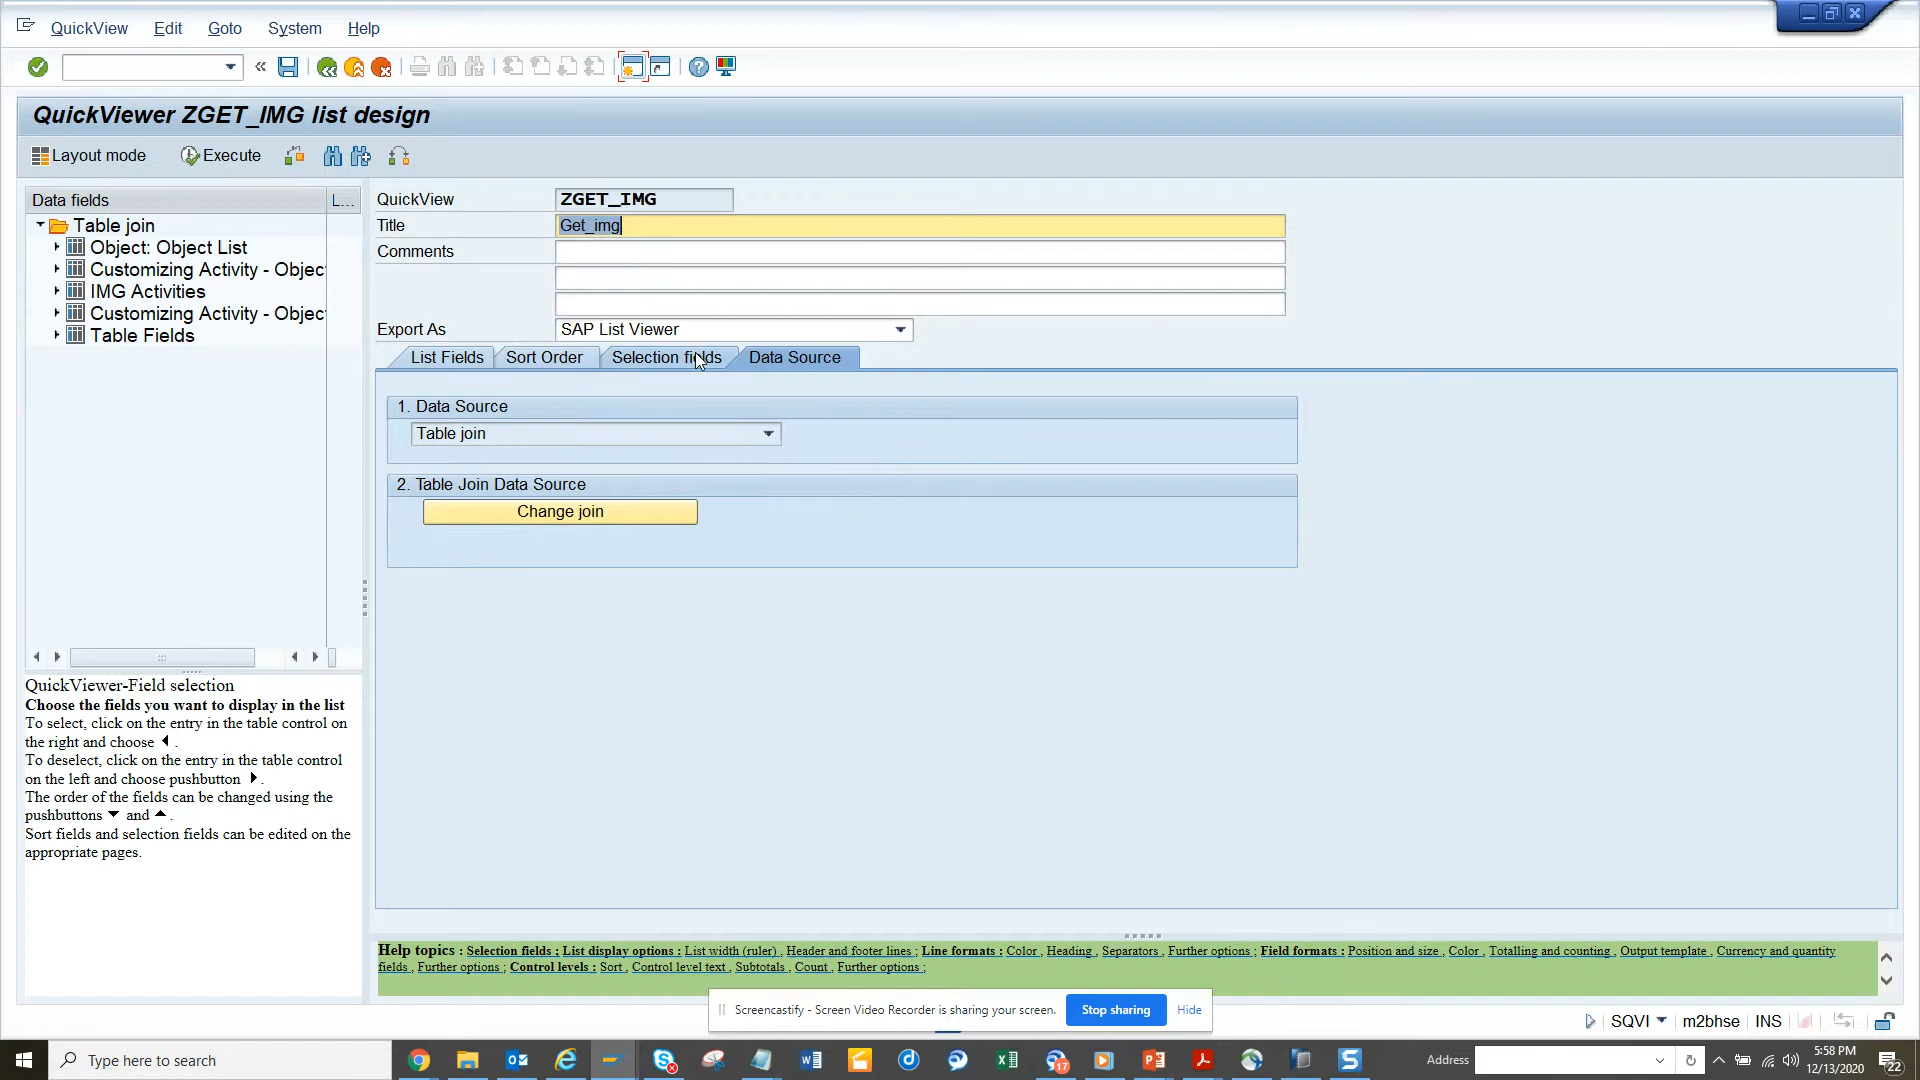 QuickView Edit Goto System Help
QuickViewer ZGET_IMG list design
Layout mode Execute
Data fields L...
Table join
Object: Object List
Customizing Activity - Objec
IMG Activities
Customizing Activity - Objec
Table Fields
QuickView ZGET_IMG
Title Get_img
Comments
Export As SAP List Viewer
List Fields Sort Order Selection fields Data Source
1. Data Source
Table join
2. Table Join Data Source
Change join
QuickViewer-Field selection
Choose the fields you want to display in the list
To select, click on the entry in the table control on
the right and choose .
To deselect, click on the entry in the table control
on the left and choose pushbutton .
The order of the fields can be changed using the
pushbuttons and .
Sort fields and selection fields can be edited on the
appropriate pages.
Help topics : Selection fields ; List display options : List width (ruler) , Header and footer lines ; Line formats : Color , Heading , Separators , Further options ; Field formats : Position and size , Color , Totalling and counting , Output template , Currency and quantity
fields , Further options ; Control levels : Sort , Control level text , Subtotals , Count , Further options ;
Screencastify - Screen Video Recorder is sharing your screen. Stop sharing Hide
SQVI m2bhse INS
Type here to search
17
Address
5:58 PM
12/13/2020
22